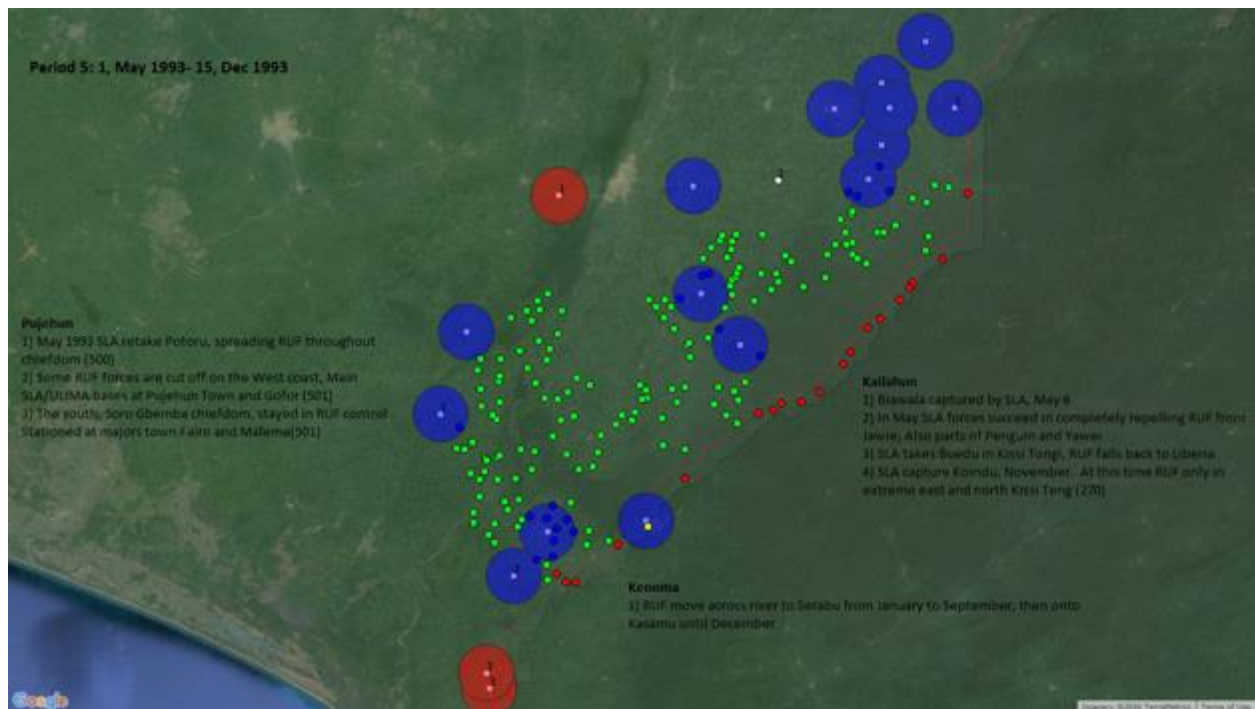 Period 5: 1, May 1993- 15, Dec 1993
Pujehun
1) May 1993 SLA retake Potoru, spreading RUF throughout
chiefdom (500)
2) Some RUF forces are cut off on the West coast, Main
SLA/ULIMA bases at Pujehun Town and Gofor (501)
3) The south, Soro Gbemba chiefdom, stayed in RUF control
Stationed at majors town Fairo and Malema(501)
Kailahun
1) Biawala captured by SLA, May 6
2) In May SLA forces succeed in completely repelling RUF from
Jawie; Also parts of Penguin and Yawei
3) SLA takes Buedu in Kissi Tongi, RUF falls back to Liberia
4) SLA capture Koindu, November. At this time RUF only in
extreme east and north Kissi Teng (270)
Kenema
1) RUF move across river to Serabu from January to September, then onto
Kasamu until December
Google